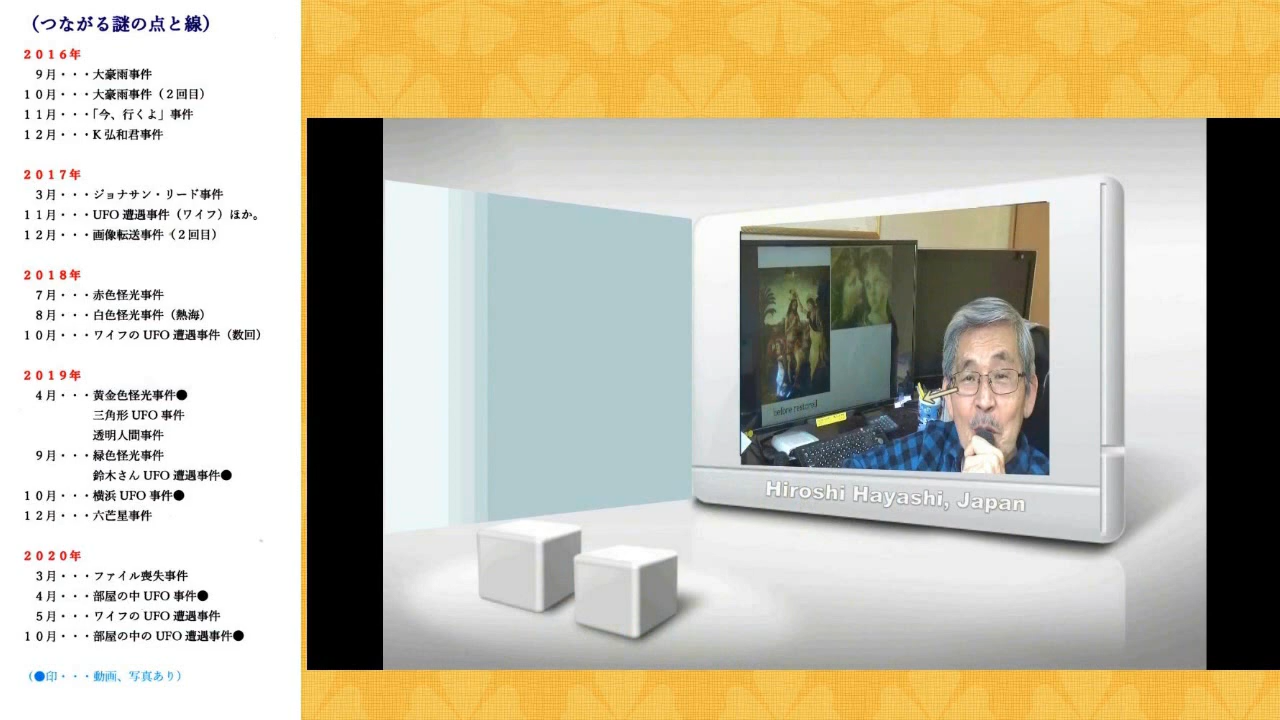 （つながる謎の点と線）
２０１６年
９月・・・大豪雨事件
１０月・・・大豪雨事件（２回目）
１１月・・・「今、行くよ」事件
１２月・・・K 弘和君事件
２０１７年
３月・・・ジョナサン・リード事件
１１月・・・UFO 遭遇事件（ワイフ）ほか。
１２月・・・画像転送事件（２回目）
２０１８年
７月・・・赤色怪光事件
８月・・・白色怪光事件（熱海）
１０月・・・ワイフの UFO 遭遇事件（数回）
２０１９年
４月・・・黄金色怪光事件●
三角形 UFO 事件
透明人間事件
９月・・・緑色怪光事件
鈴木さん UFO 遭遇事件●
１０月・・・横浜 UFO 事件●
１２月・・・六芒星事件
２０２０年
３月・・・ファイル喪失事件
４月・・・部屋の中 UFO 事件●
５月・・・ワイフの UFO 遭遇事件
１０月・・・部屋の中の UFO 遭遇事件●
（●印・・・動画、写真あり）
before restored
Hiroshi Hayashi, Japan